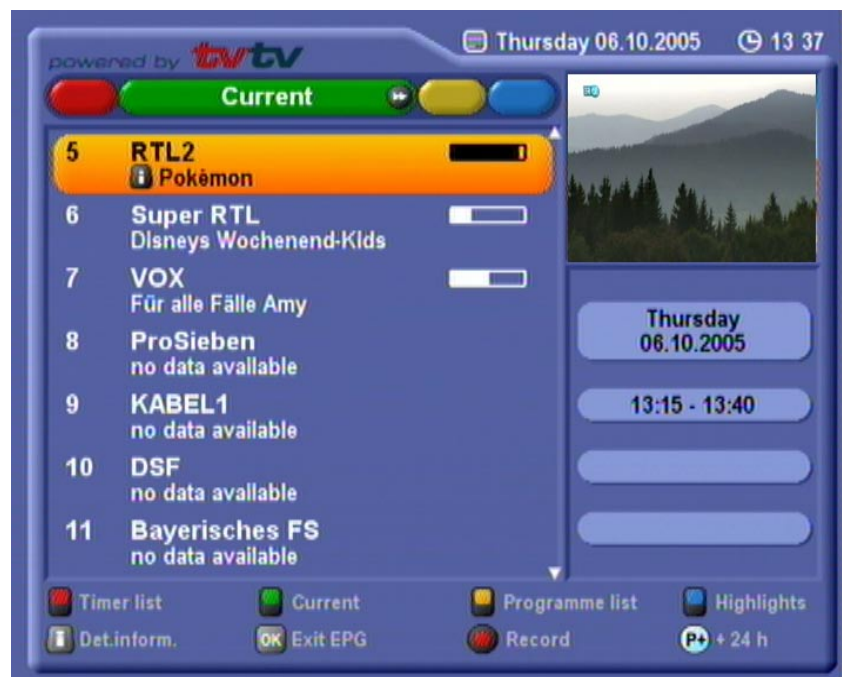 powered by tvtv
Thursday 06.10.2005
13 37
Current
5 RTL2
i Pokèmon
6 Super RTL
Disneys Wochenend-Kids
7 VOX
Für alle Fälle Amy
8 ProSieben
no data available
9 KABEL1
no data available
10 DSF
no data available
11 Bayerisches FS
no data available
Thursday
06.10.2005
13:15 - 13:40
Timer list
Current
Programme list
Highlights
i Det.inform.
OK Exit EPG
Record
P+ + 24 h